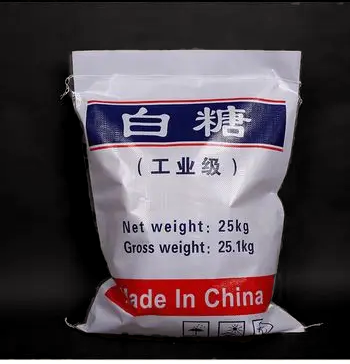 白糖
（工业级）
Net weight: 25kg
Gross weight: 25.1kg
Made In China